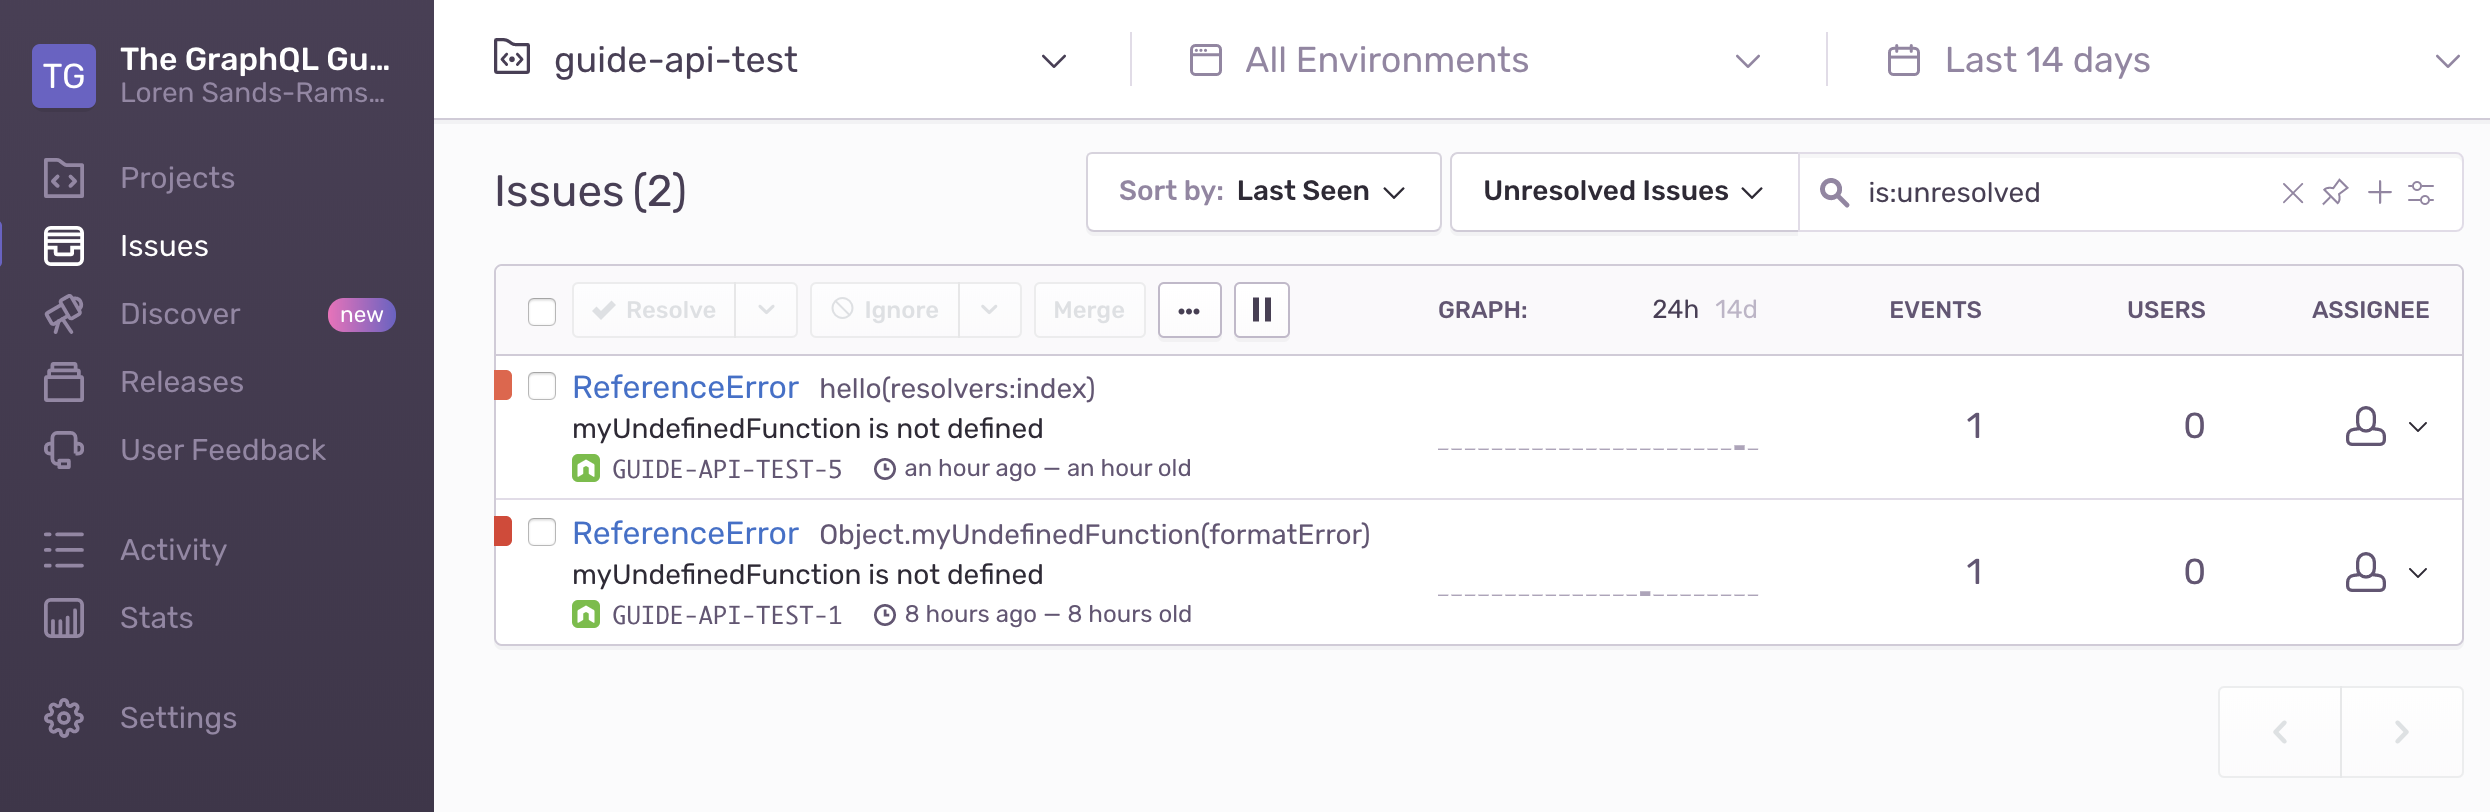 TG
The GraphQL Gu...
Loren Sands-Rams...
Projects
Issues
Discover new
Releases
User Feedback
Activity
Stats
Settings
guide-api-test All Environments Last 14 days
Issues (2) Sort by: Last Seen Unresolved Issues is:unresolved
Resolve Ignore Merge GRAPH: 24h 14d EVENTS USERS ASSIGNEE
ReferenceError hello(resolvers:index)
myUndefinedFunction is not defined 1 0
GUIDE-API-TEST-5 an hour ago — an hour old
ReferenceError Object.myUndefinedFunction(formatError)
myUndefinedFunction is not defined 1 0
GUIDE-API-TEST-1 8 hours ago — 8 hours old